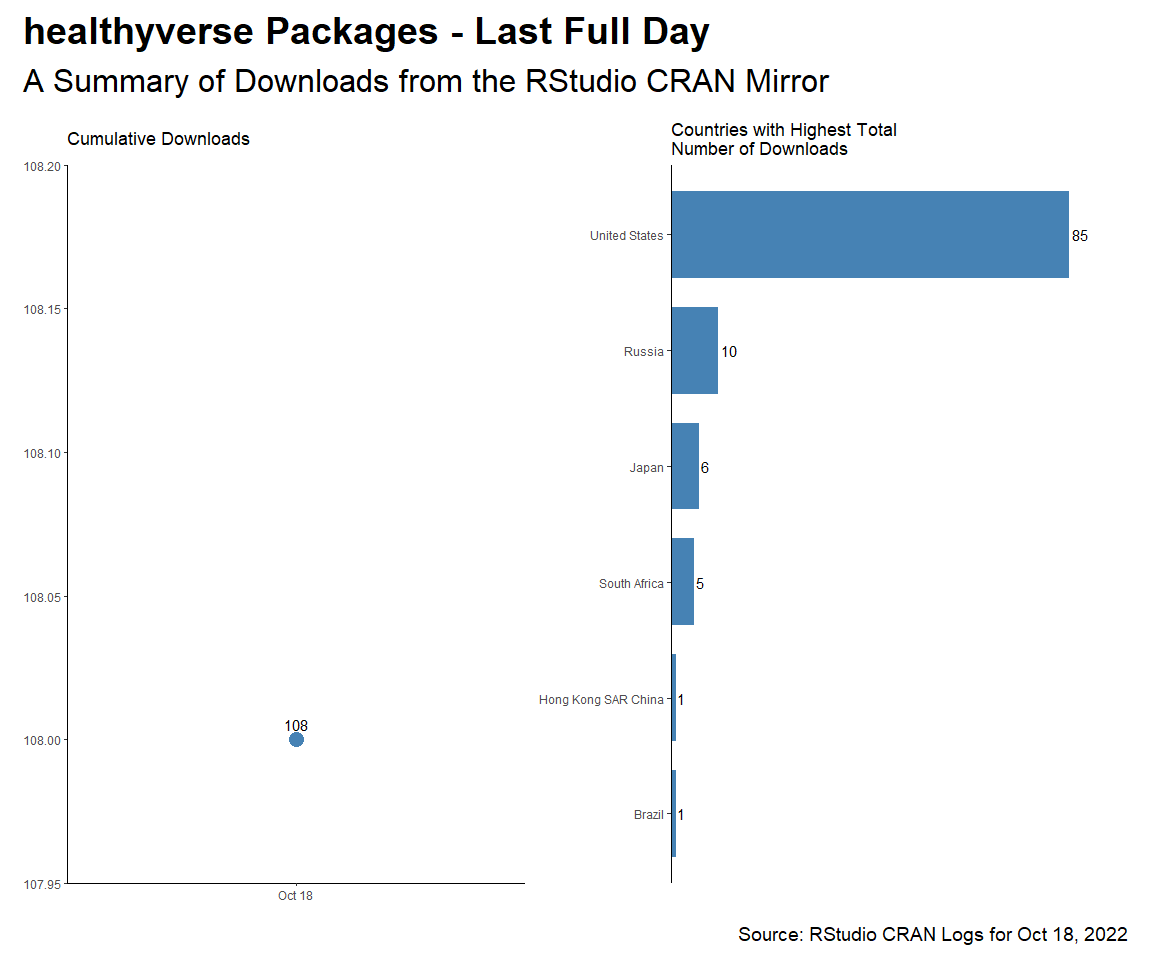 healthyverse Packages - Last Full Day
A Summary of Downloads from the RStudio CRAN Mirror
Cumulative Downloads
108.20
108.15
108.10
108.05
108.00
107.95
108
Oct 18
Countries with Highest Total
Number of Downloads
United States
85
Russia
10
Japan
6
South Africa
5
Hong Kong SAR China
1
Brazil
1
Source: RStudio CRAN Logs for Oct 18, 2022